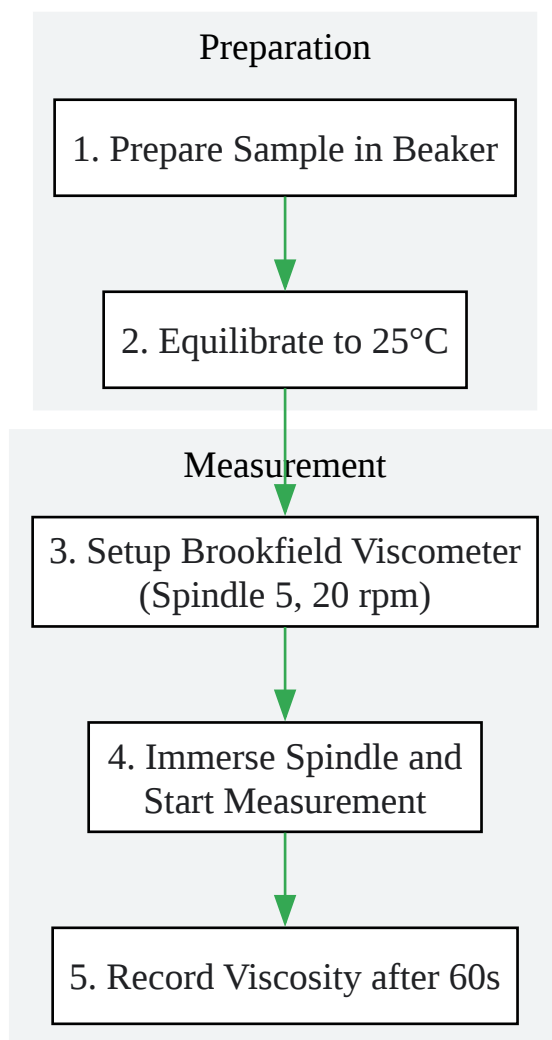 Preparation
1. Prepare Sample in Beaker
2. Equilibrate to 25°C
Measurement
3. Setup Brookfield Viscometer
(Spindle 5, 20 rpm)
4. Immerse Spindle and
Start Measurement
5. Record Viscosity after 60s